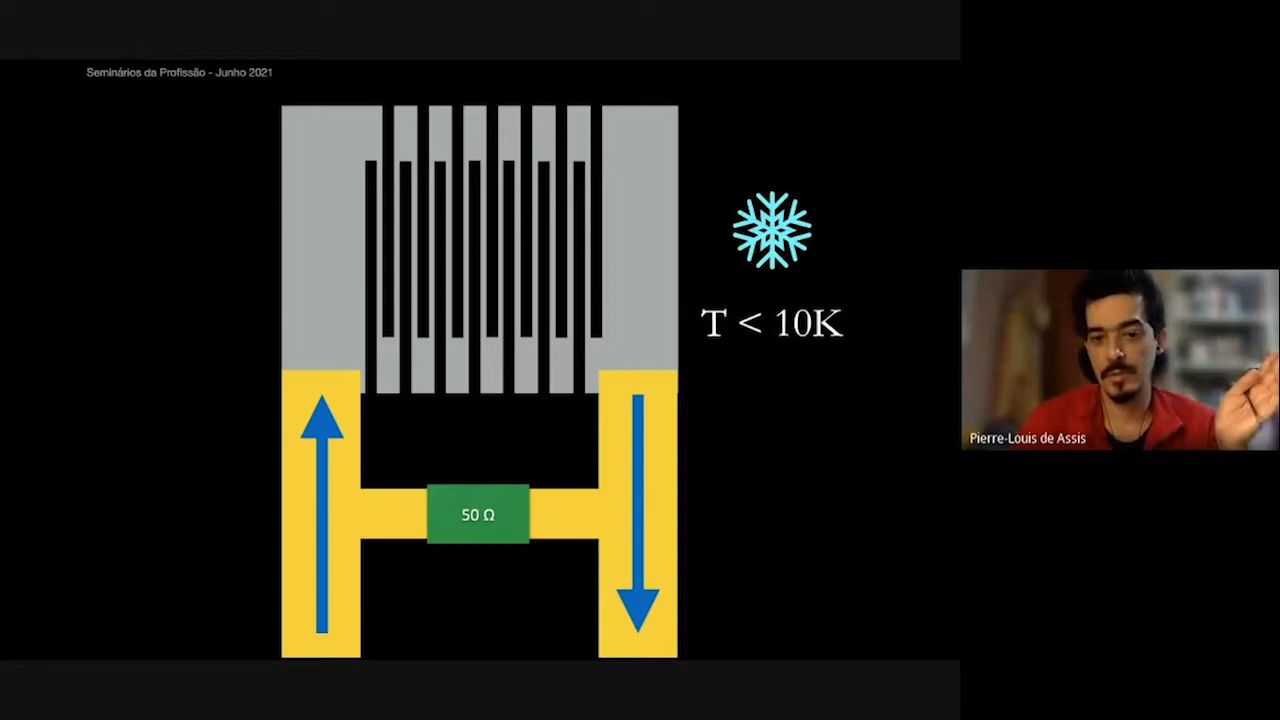 Seminários da Profissão - Junho 2021
T < 10K
50 Ω
Pierre-Louis de Assis